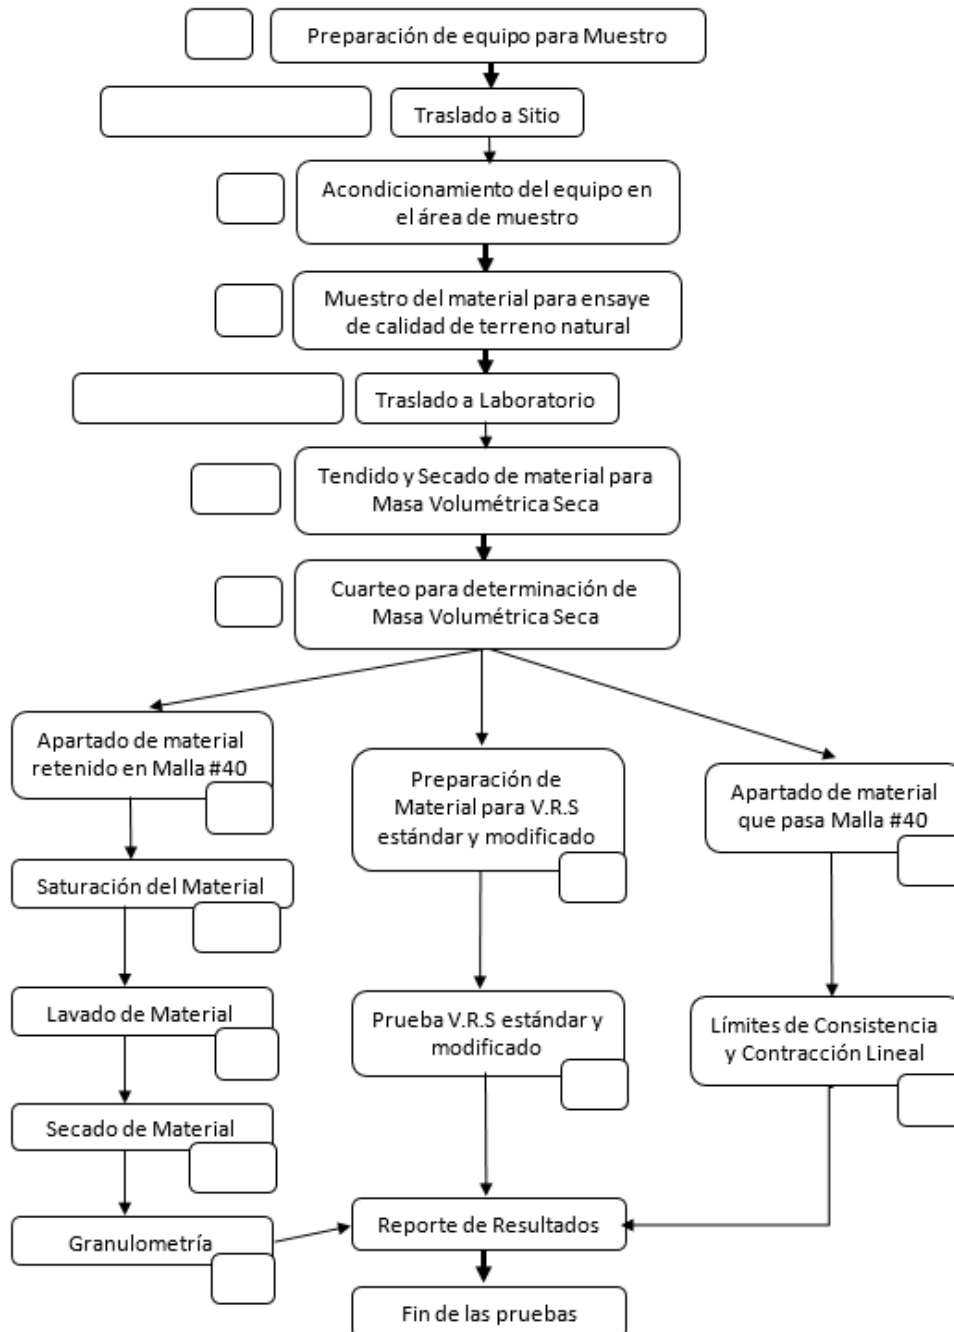 Preparación de equipo para Muestro
Traslado a Sitio
Acondicionamiento del equipo en
el área de muestro
Muestro del material para ensaye
de calidad de terreno natural
Traslado a Laboratorio
Tendido y Secado de material para
Masa Volumétrica Seca
Cuarteo para determinación de
Masa Volumétrica Seca
Apartado de material
retenido en Malla #40
Preparación de
Material para V.R.S
estándar y modificado
Apartado de material
que pasa Malla #40
Saturación del Material
Lavado de Material
Prueba V.R.S estándar y
modificado
Límites de Consistencia
y Contracción Lineal
Secado de Material
Granulometría
Reporte de Resultados
Fin de las pruebas